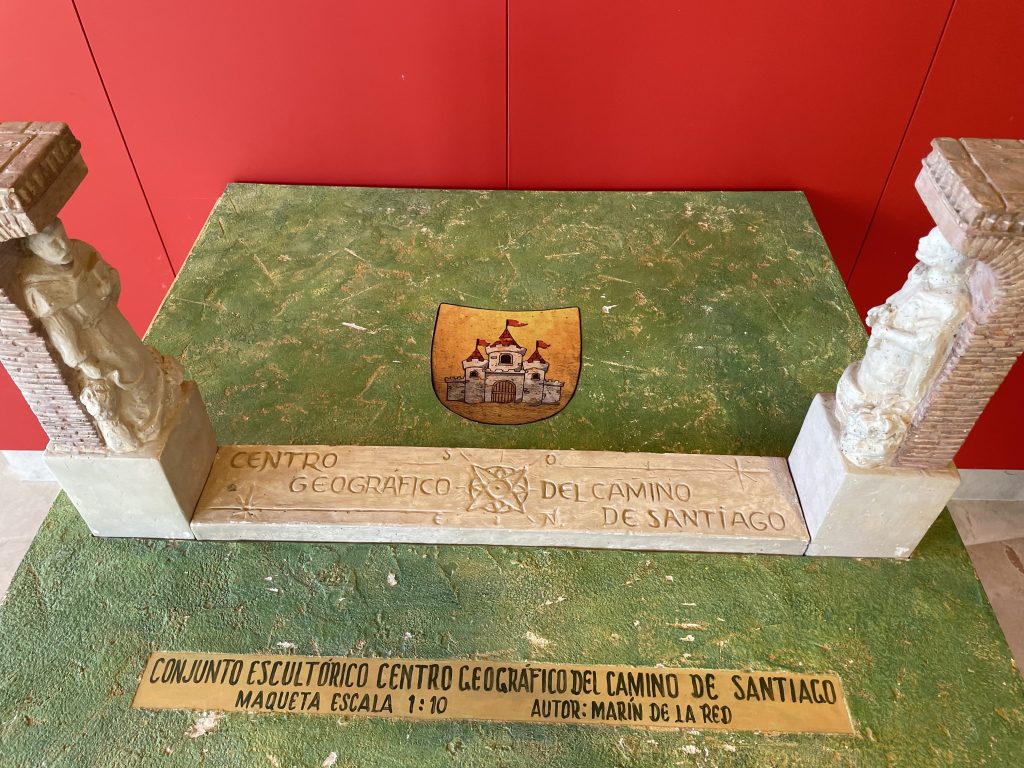 CENTRO
GEOGRÁFICO DEL CAMINO
DE SANTIAGO
S O
E N
CONJUNTO ESCULTÓRICO CENTRO GEOGRÁFICO DEL CAMINO DE SANTIAGO
MAQUETA ESCALA 1:10 AUTOR: MARÍN DE LA RED